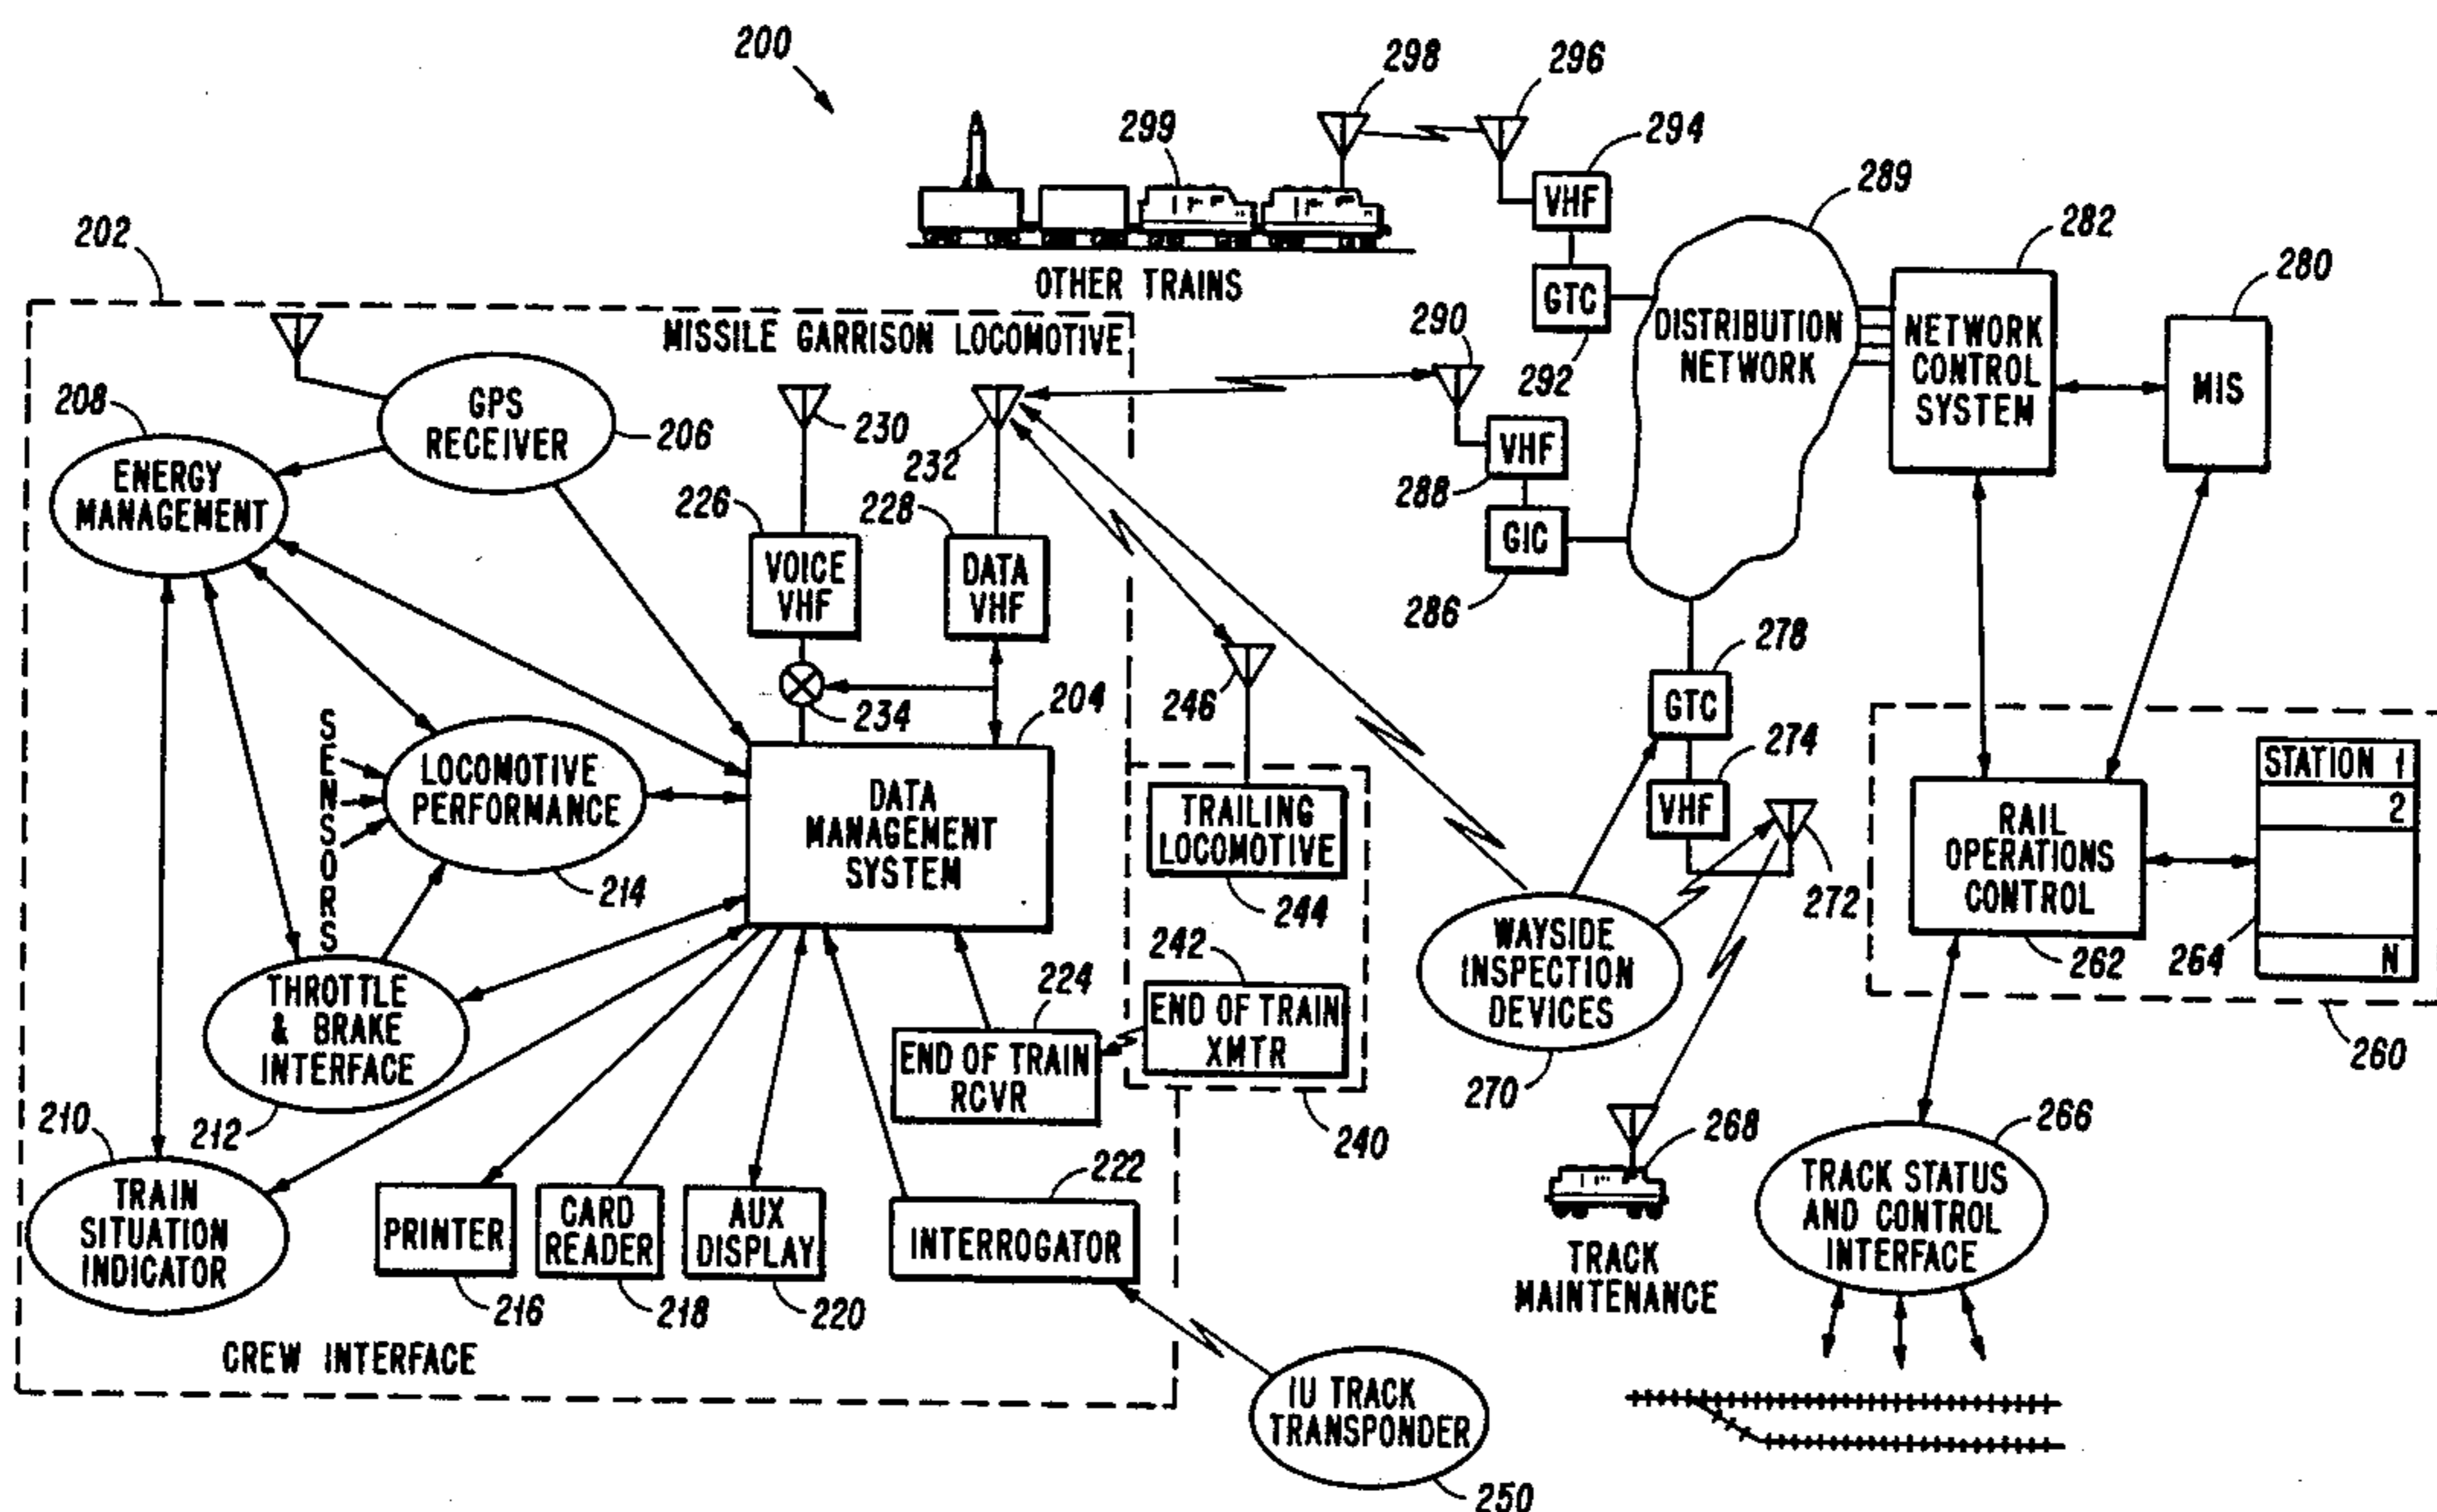 200
298
296
299
294
289
202
282
280
OTHER TRAINS
VHF
GTC
292
290
MISSILE GARRISON LOCOMOTIVE
DISTRIBUTION
NETWORK
NETWORK
CONTROL
SYSTEM
MIS
208
GPS
RECEIVER
206
230
232
VHF
288
GIC
286
ENERGY
MANAGEMENT
226
228
VOICE
VHF
DATA
VHF
234
204
246
278
GTC
274
VHF
272
SENSORS
LOCOMOTIVE
PERFORMANCE
214
DATA
MANAGEMENT
SYSTEM
TRAILING
LOCOMOTIVE
244
STATION 1
2
N
RAIL
OPERATIONS
CONTROL
262
264
260
THROTTLE
& BRAKE
INTERFACE
212
224
END OF TRAIN
RCVR
242
END OF TRAIN
XMTR
240
WAYSIDE
INSPECTION
DEVICES
270
210
TRAIN
SITUATION
INDICATOR
PRINTER
216
CARD
READER
218
AUX
DISPLAY
220
222
INTERROGATOR
268
TRACK
MAINTENANCE
266
TRACK STATUS
AND CONTROL
INTERFACE
CREW INTERFACE
IU TRACK
TRANSPONDER
250